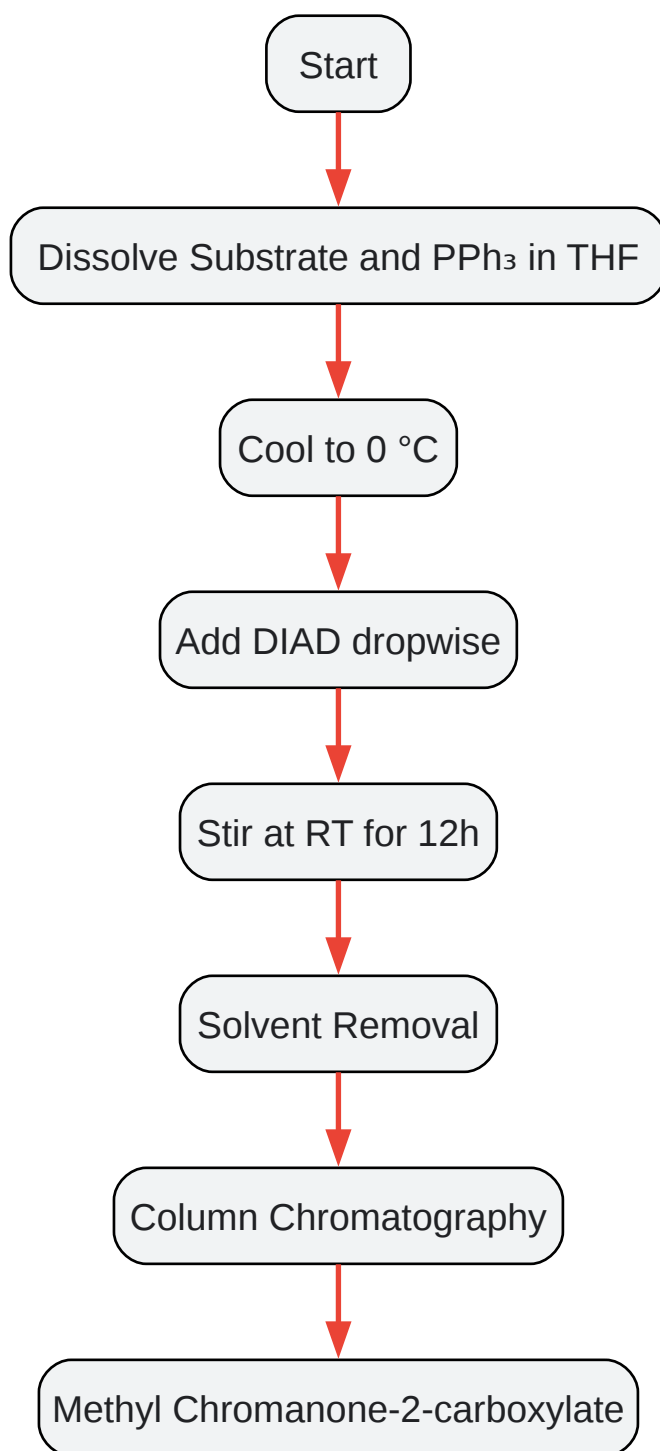 Start
Dissolve Substrate and PPh₃ in THF
Cool to 0 °C
Add DIAD dropwise
Stir at RT for 12h
Solvent Removal
Column Chromatography
Methyl Chromanone-2-carboxylate